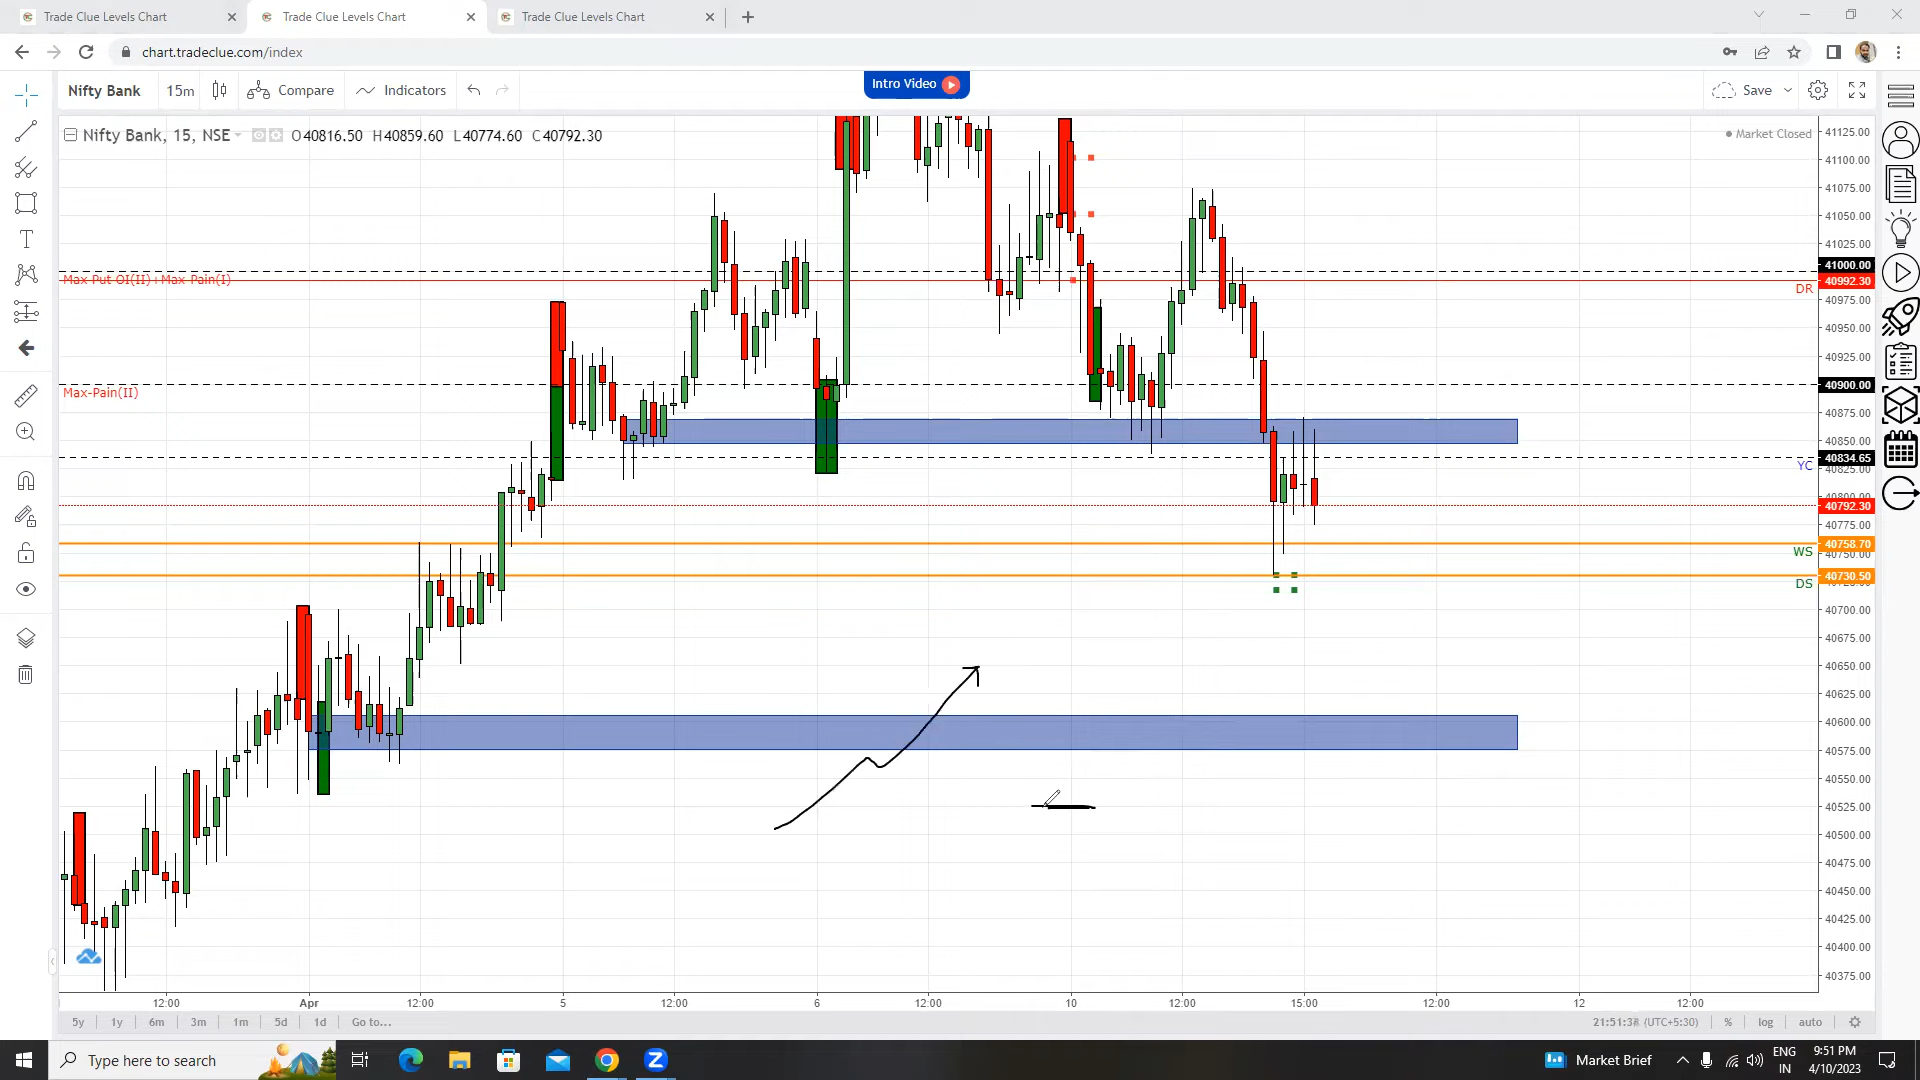 Trade Clue Levels Chart
Trade Clue Levels Chart
Trade Clue Levels Chart
chart.tradeclue.com/index
Nifty Bank
15m
Compare
Indicators
Intro Video
Save
Nifty Bank, 15, NSE
O40816.50 H40859.60 L40774.60 C40792.30
Market Closed
41125.00
41100.00
41075.00
41050.00
41025.00
41000.00
Max Put OI(II)+Max-Pain(I)
40992.30
DR
40975.00
40950.00
40925.00
40900.00
Max-Pain(II)
40875.00
40850.00
40834.65
YC
40825.00
40800.00
40792.30
40775.00
40758.70
WS
40750.00
40730.50
DS
40725.00
40700.00
40675.00
40650.00
40625.00
40600.00
40575.00
40550.00
40525.00
40500.00
40475.00
40450.00
40425.00
40400.00
40375.00
12:00 Apr 12:00 5 12:00 6 12:00 10 12:00 15:00 12:00 12 12:00
5y 1y 6m 3m 1m 5d 1d Go to...
(UTC+5:30) % log auto
Type here to search
Market Brief
ENG
IN
9:51 PM
4/10/2023